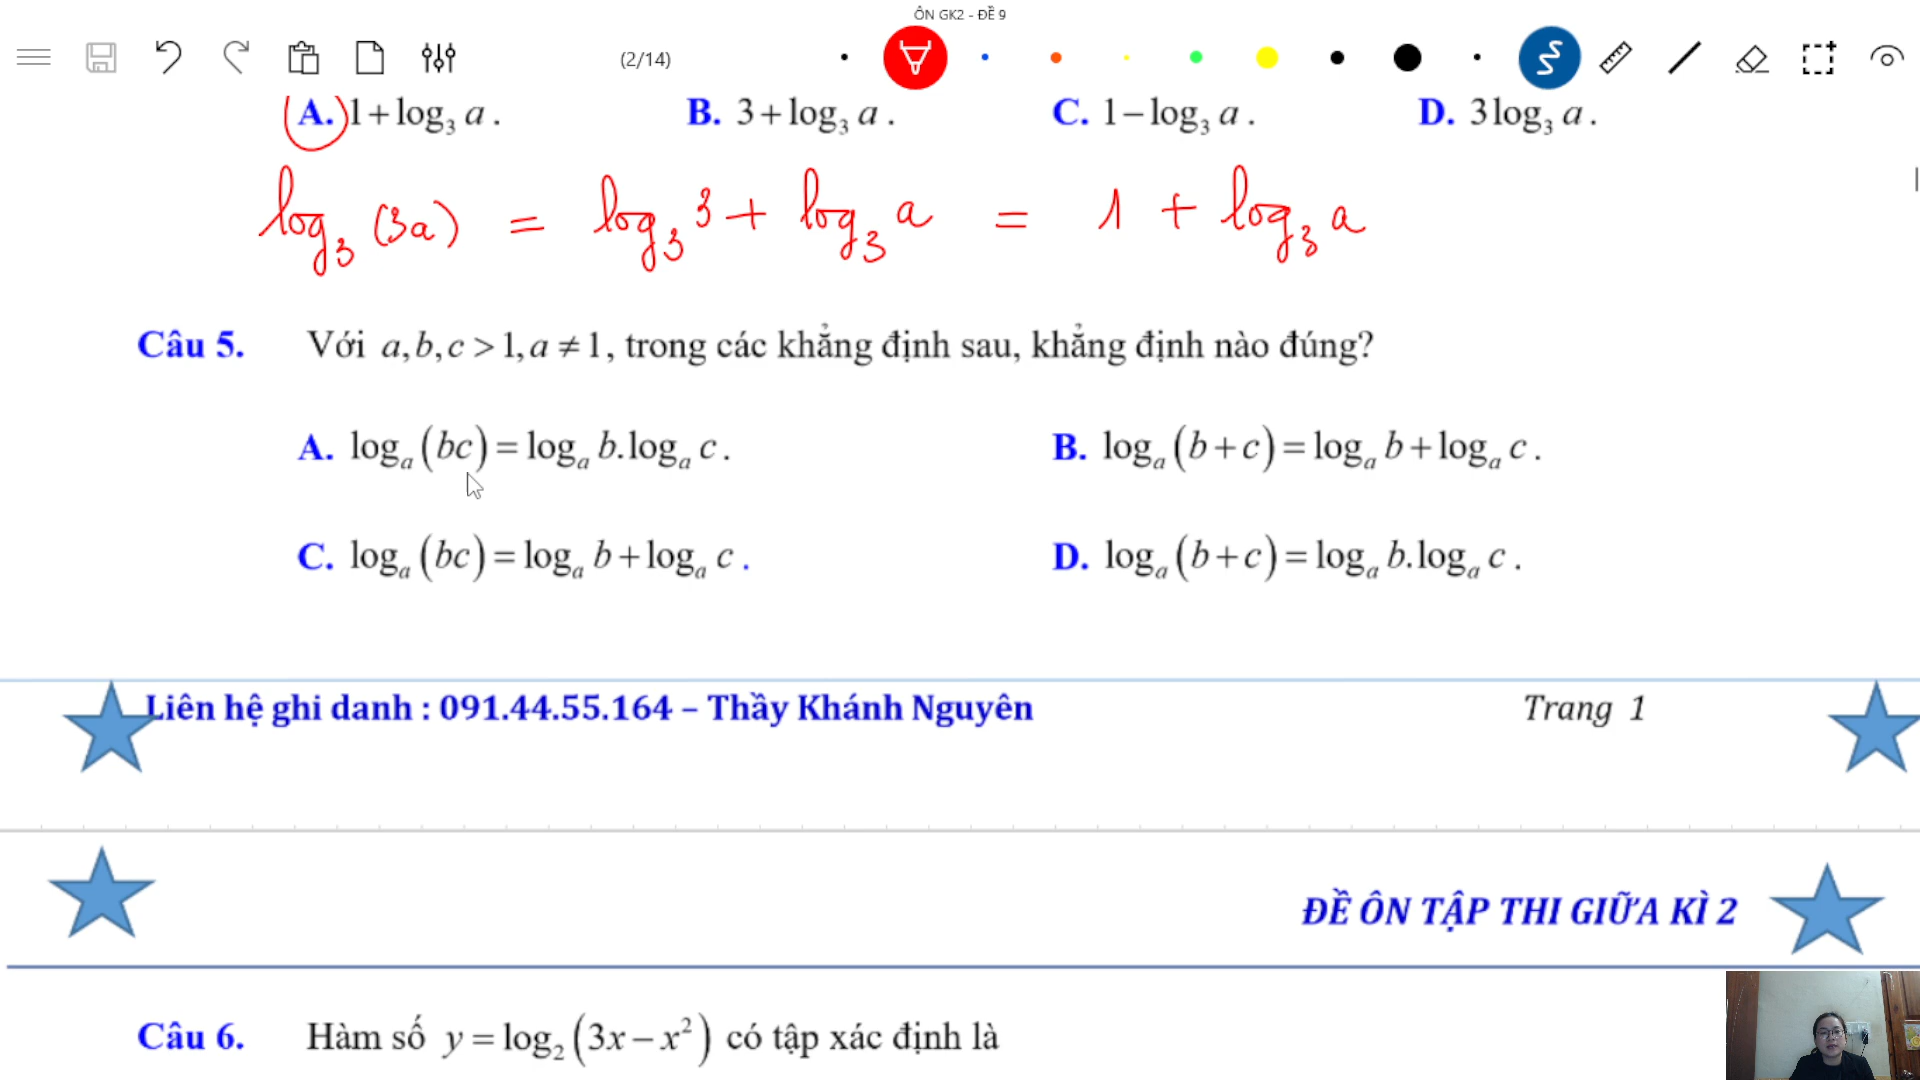 ÔN GK2 - ĐỀ 9
(2/14)
A. 1 + log₃ a . B. 3 + log₃ a . C. 1 − log₃ a . D. 3 log₃ a .
log₃ (3a) = log₃ 3 + log₃ a = 1 + log₃ a
Câu 5. Với a, b, c > 1, a ≠ 1, trong các khẳng định sau, khẳng định nào đúng?
A. logₐ (bc) = logₐ b.logₐ c . B. logₐ (b + c) = logₐ b + logₐ c .
C. logₐ (bc) = logₐ b + logₐ c . D. logₐ (b + c) = logₐ b.logₐ c .
Liên hệ ghi danh : 091.44.55.164 – Thầy Khánh Nguyên Trang 1
ĐỀ ÔN TẬP THI GIỮA KÌ 2
Câu 6. Hàm số y = log₂ (3x − x²) có tập xác định là